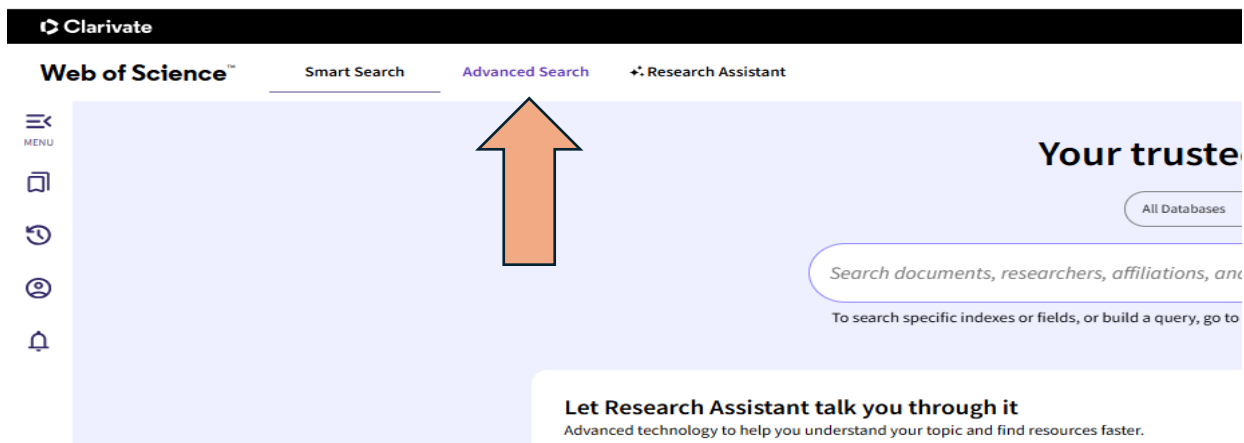 Clarivate
Web of Science™ Smart Search Advanced Search Research Assistant
MENU
Your
All Databases
Search documents, researchers, affiliations,
To search specific indexes or fields, or build a query, go to
Let Research Assistant talk you through it
Advanced technology to help you understand your topic and find resources faster.